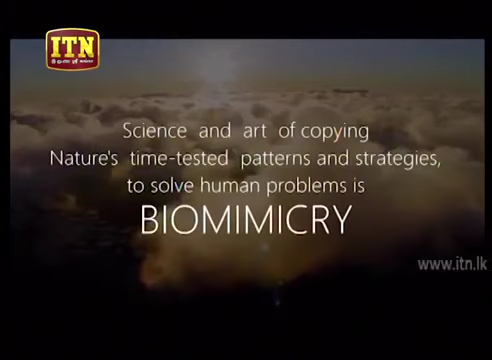 ITN
Science and art of copying
Nature's time-tested patterns and strategies,
to solve human problems is
BIOMIMICRY
www.itn.lk